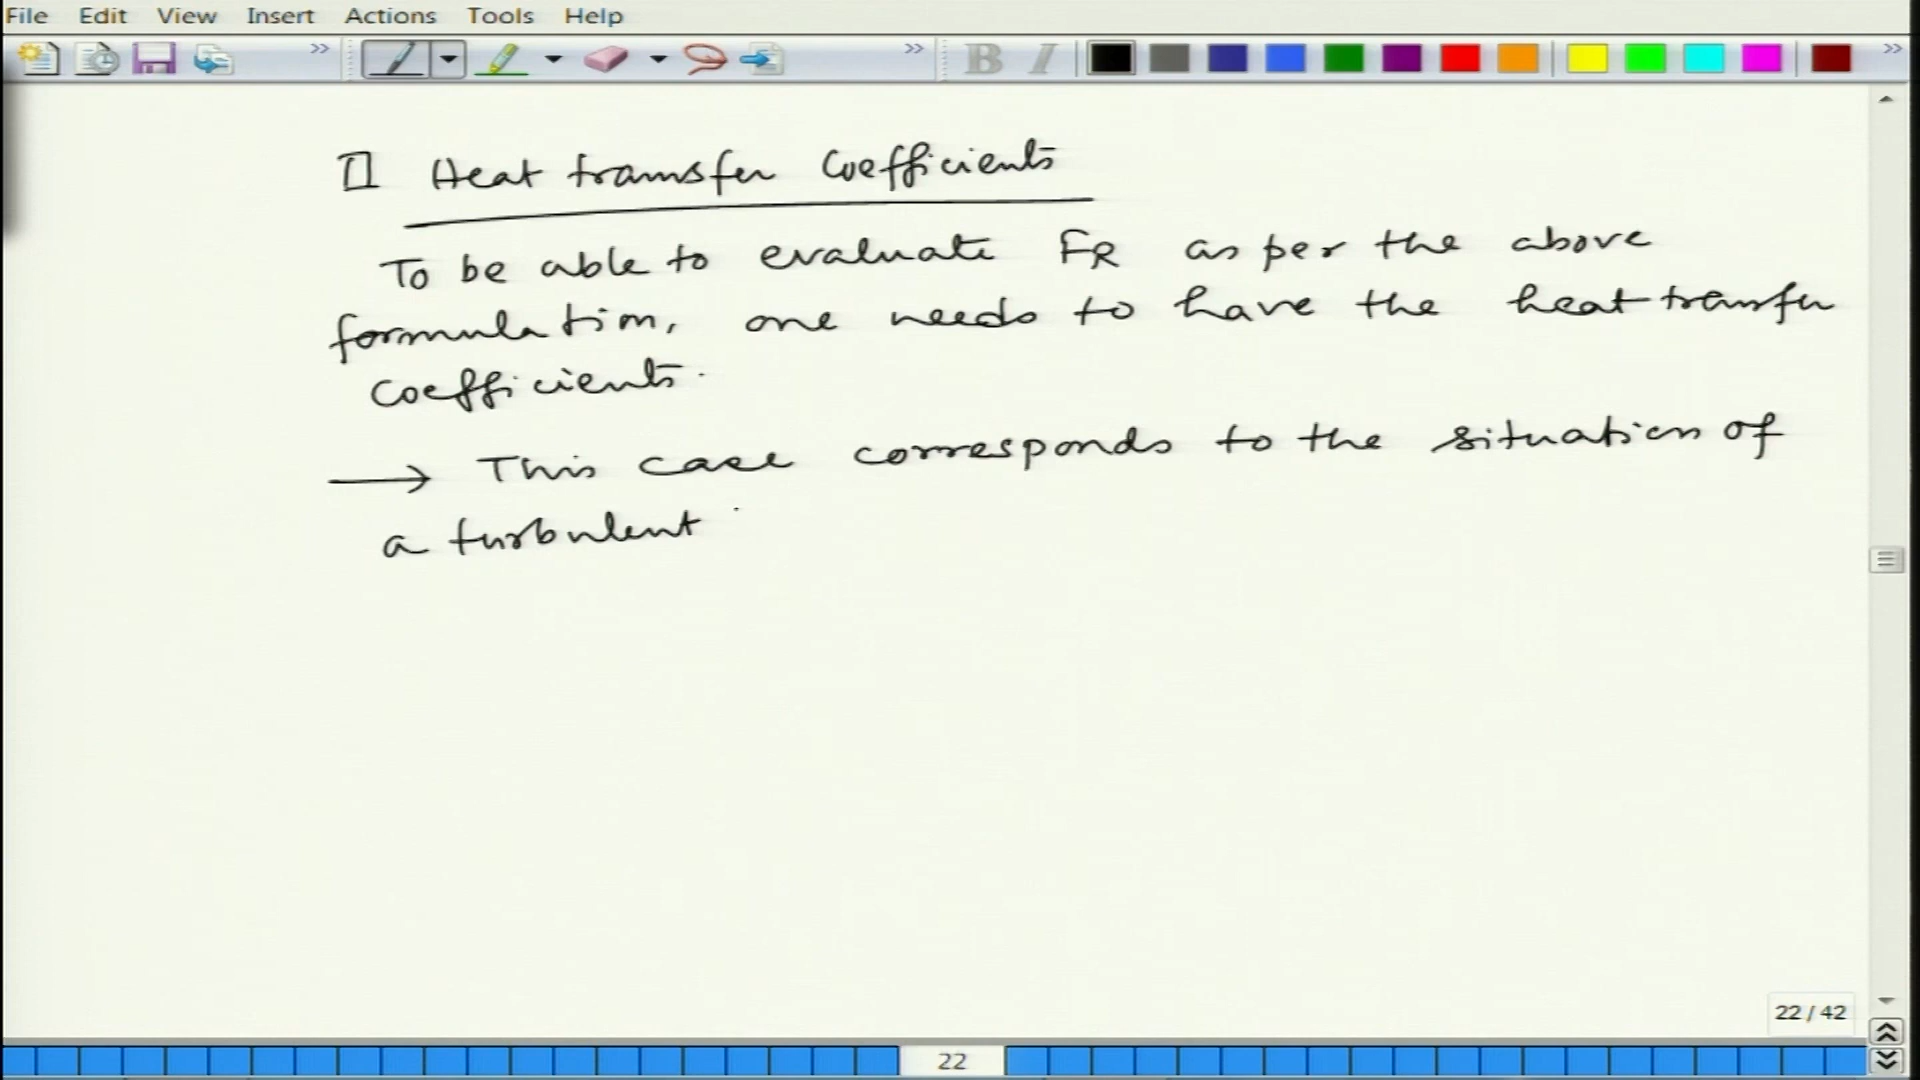 File Edit View Insert Actions Tools Help
B I
II Heat transfer Coefficients
To be able to evaluate FR as per the above
formulation, one needs to have the heat transfer
Coefficients.
→ This case corresponds to the situation of
a turbulent
22 / 42
22